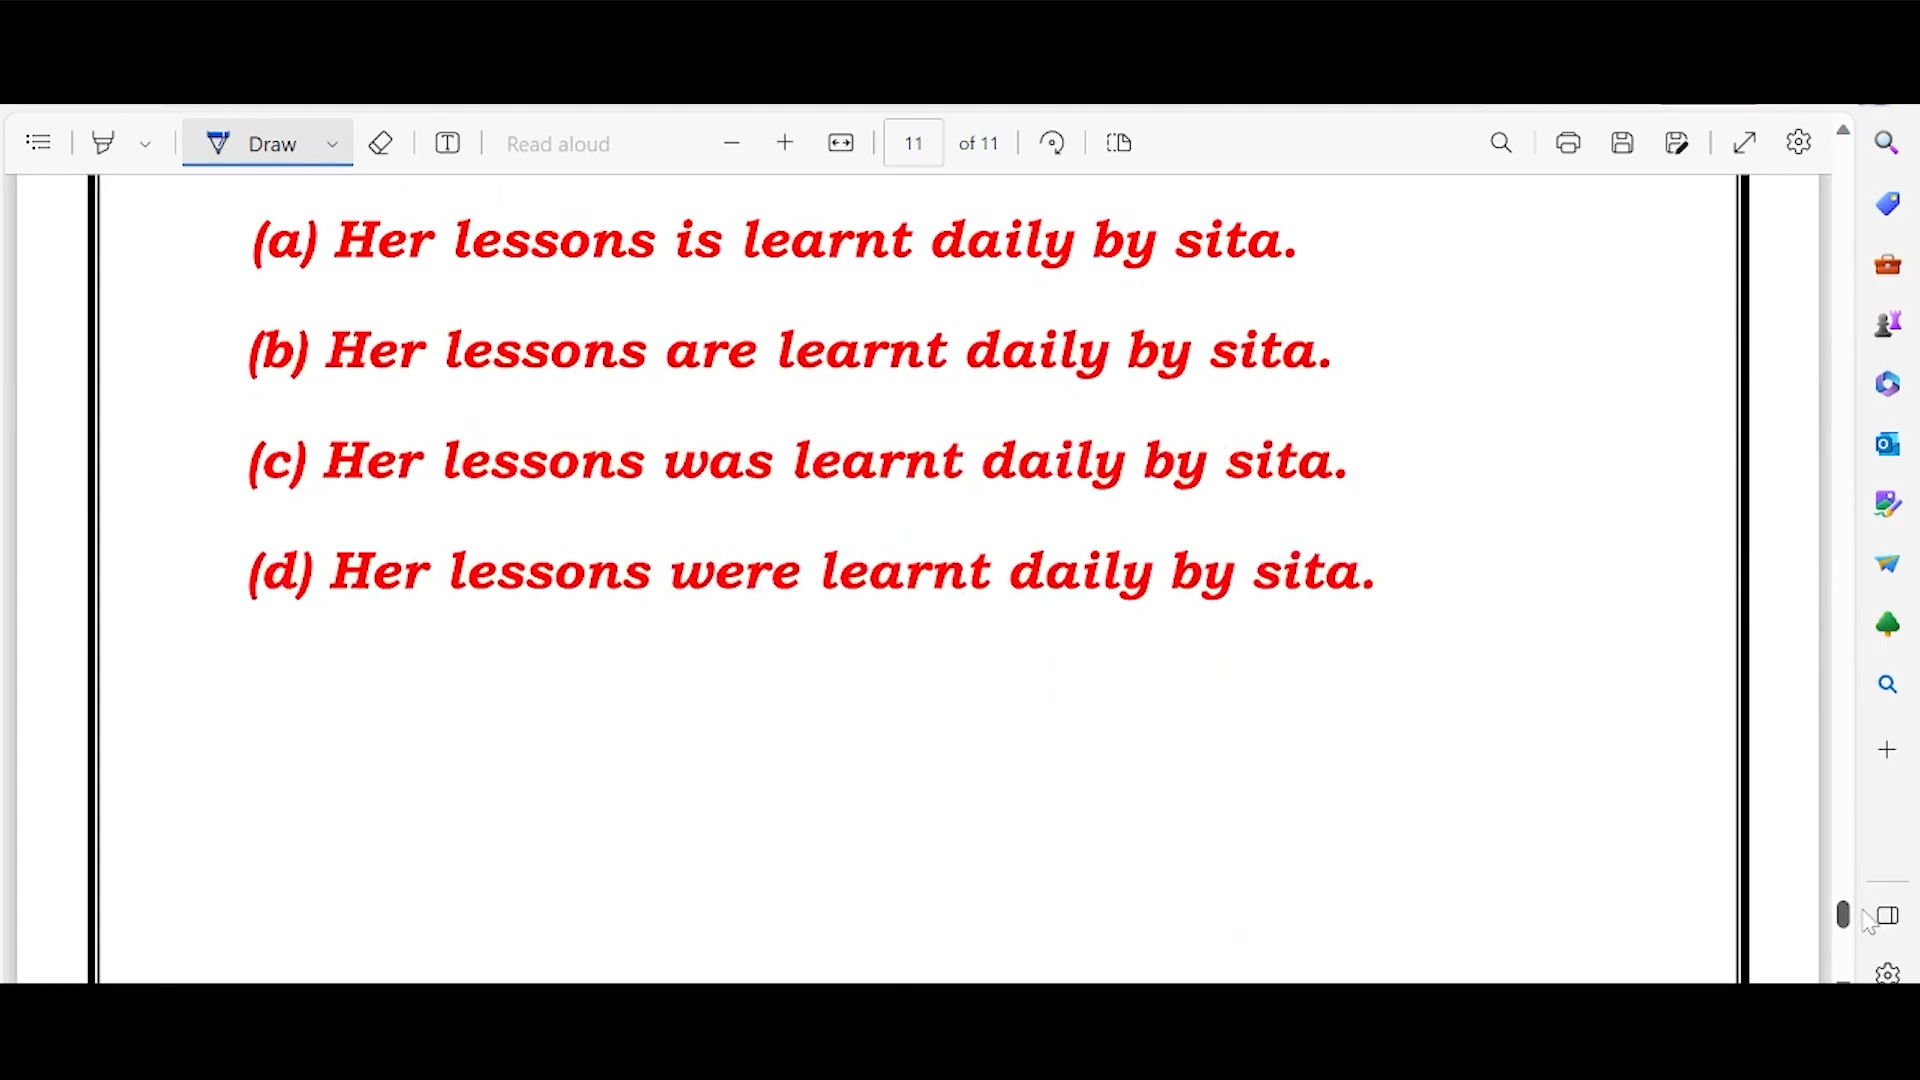 Draw Read aloud 11 of 11
(a) Her lessons is learnt daily by sita.
(b) Her lessons are learnt daily by sita.
(c) Her lessons was learnt daily by sita.
(d) Her lessons were learnt daily by sita.